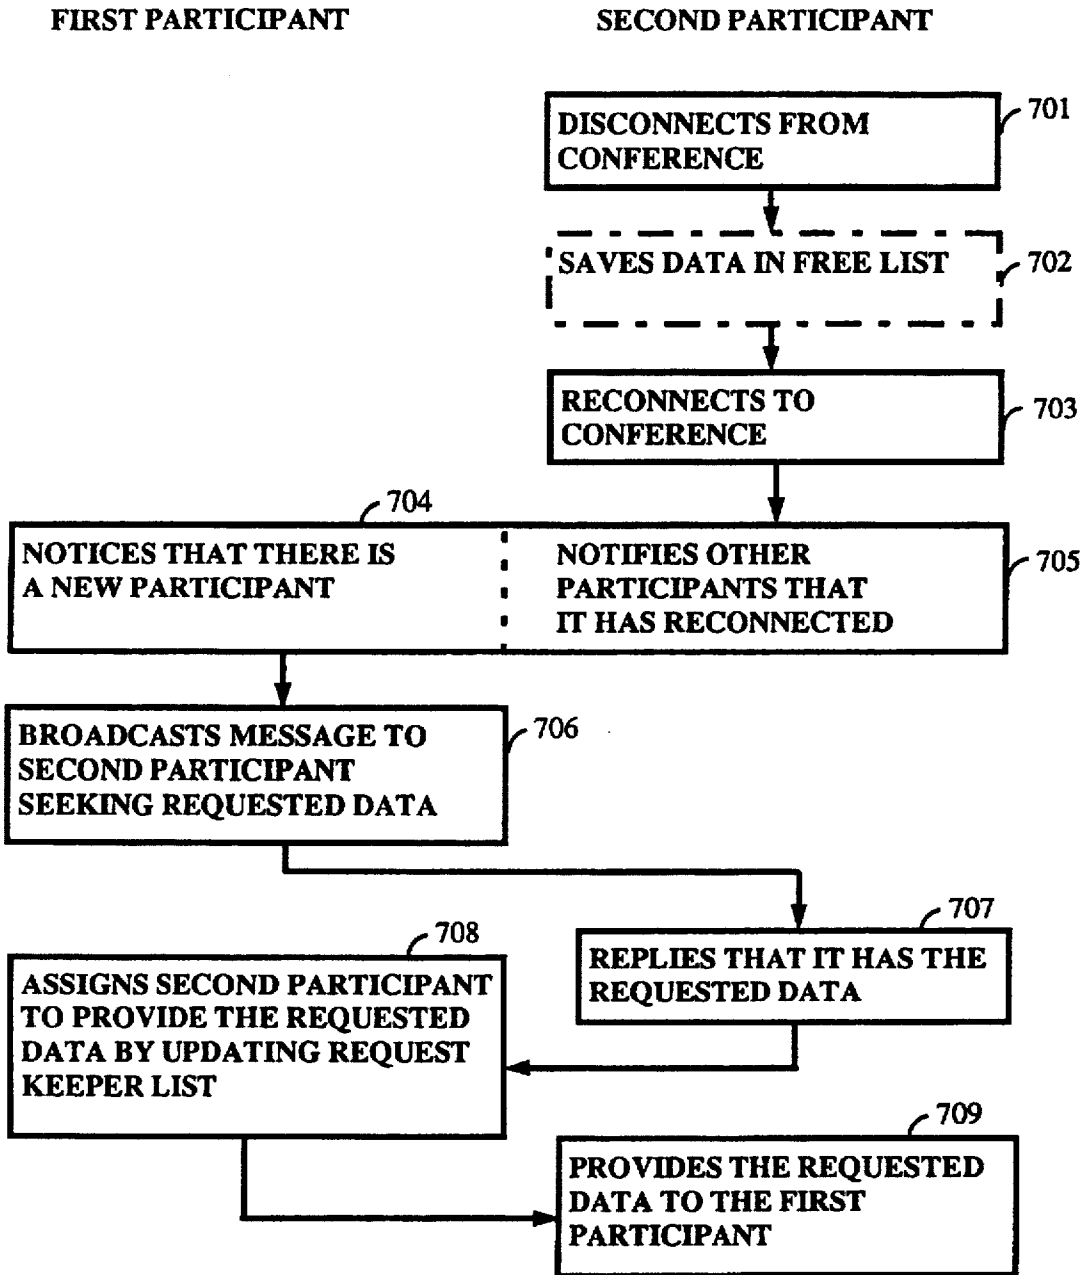 FIRST PARTICIPANT
SECOND PARTICIPANT
701
DISCONNECTS FROM
CONFERENCE
SAVES DATA IN FREE LIST
702
RECONNECTS TO
CONFERENCE
703
704
NOTICES THAT THERE IS
A NEW PARTICIPANT
NOTIFIES OTHER
PARTICIPANTS THAT
IT HAS RECONNECTED
705
BROADCASTS MESSAGE TO
SECOND PARTICIPANT
SEEKING REQUESTED DATA
706
707
REPLIES THAT IT HAS THE
REQUESTED DATA
708
ASSIGNS SECOND PARTICIPANT
TO PROVIDE THE REQUESTED
DATA BY UPDATING REQUEST
KEEPER LIST
709
PROVIDES THE REQUESTED
DATA TO THE FIRST
PARTICIPANT